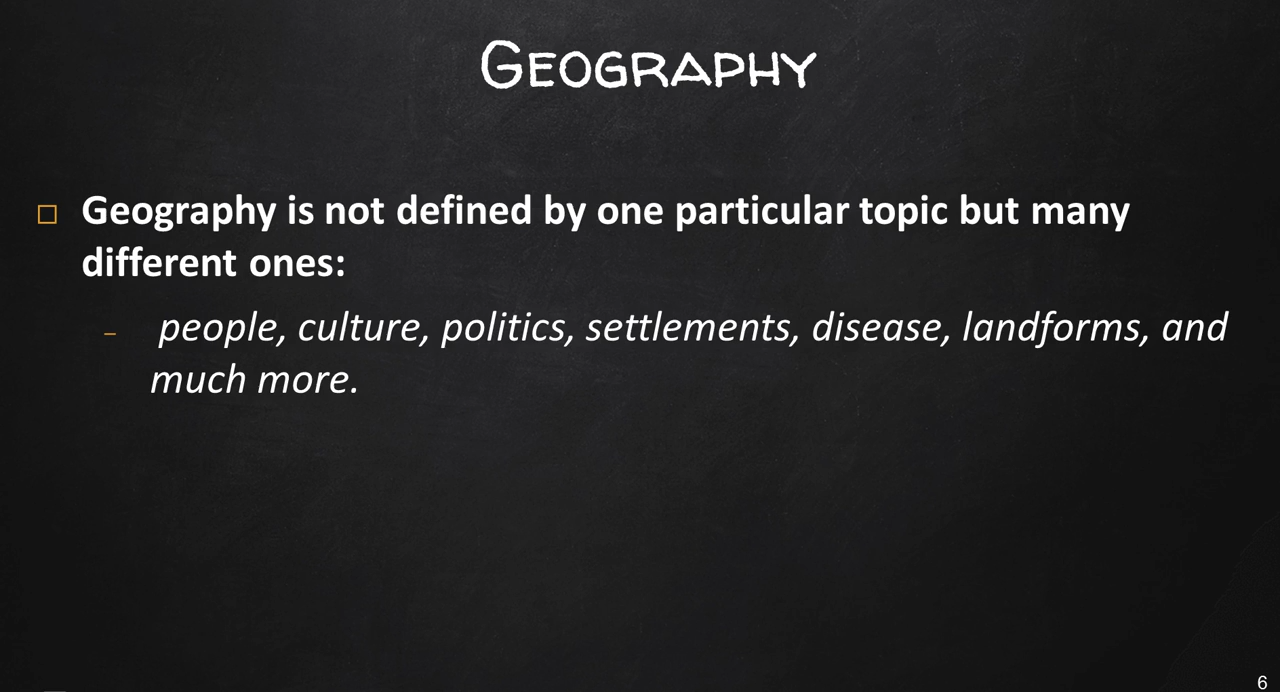 GEOGRAPHY
Geography is not defined by one particular topic but many
different ones:
– people, culture, politics, settlements, disease, landforms, and
much more.
6